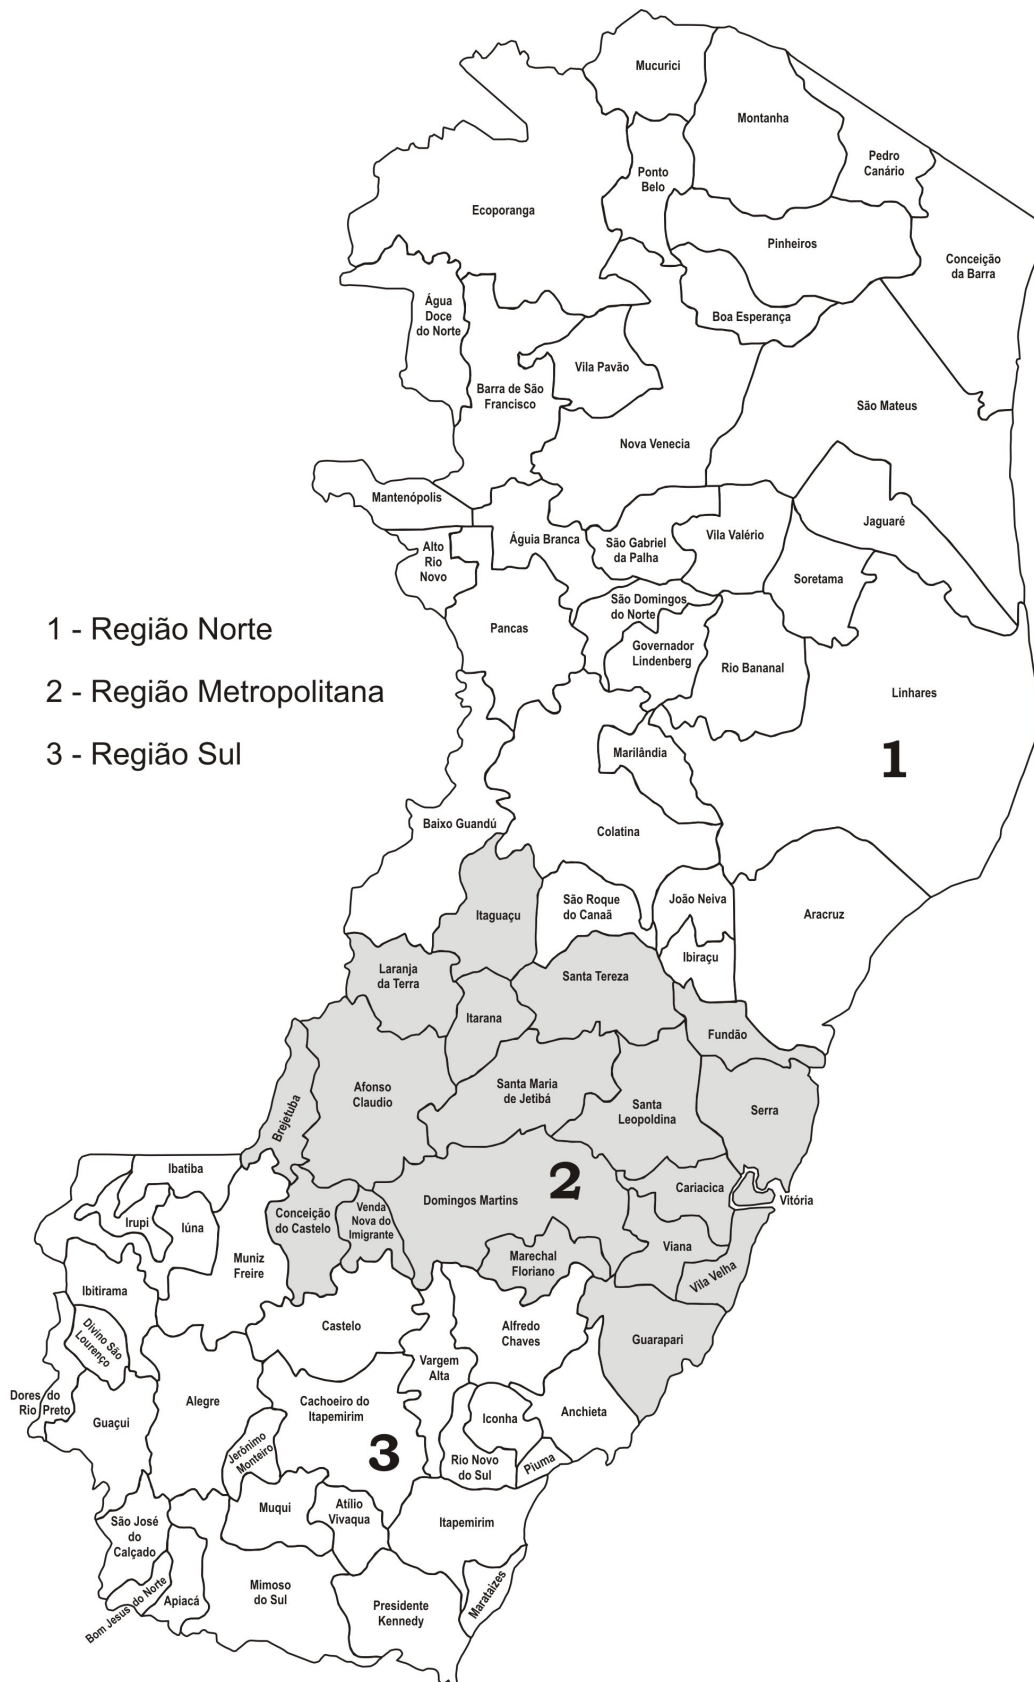 Mucurici
Montanha
Pedro
Canário
Ponto
Belo
Ecoporanga
Pinheiros
Conceição
da Barra
Água
Doce
do Norte
Boa Esperança
Vila Pavão
Barra de São
Francisco
São Mateus
Nova Venecia
Mantenópolis
Jaguaré
Águia Branca
São Gabriel
da Palha
Vila Valério
Alto
Rio
Novo
Soretama
São Domingos
do Norte
Pancas
Governador
Lindenberg
Rio Bananal
Linhares
1 - Região Norte
2 - Região Metropolitana
3 - Região Sul
1
Marilândia
Baixo Guandú
Colatina
São Roque
do Canaã
João Neiva
Itaguaçu
Aracruz
Ibiraçu
Laranja
da Terra
Santa Tereza
Itarana
Fundão
Afonso
Claudio
Santa Maria
de Jetibá
Santa
Leopoldina
Serra
Brejetuba
Ibatiba
2
Domingos Martins
Cariacica
Vitória
Conceição
do Castelo
Venda
Nova do
Imigrante
Irupi
Iúna
Viana
Muniz
Freire
Marechal
Floriano
Vila Velha
Ibitirama
Castelo
Alfredo
Chaves
Guarapari
Divino São
Lourenço
Vargem
Alta
Dores do
Rio Preto
Alegre
Cachoeiro do
Itapemirim
Guaçui
Iconha
Anchieta
3
Jerônimo
Monteiro
Rio Novo
do Sul
Piuma
Muqui
Atílio
Vivaqua
Itapemirim
São José
do
Calçado
Mimoso
do Sul
Marataizes
Bom Jesus do Norte
Apiacá
Presidente
Kennedy